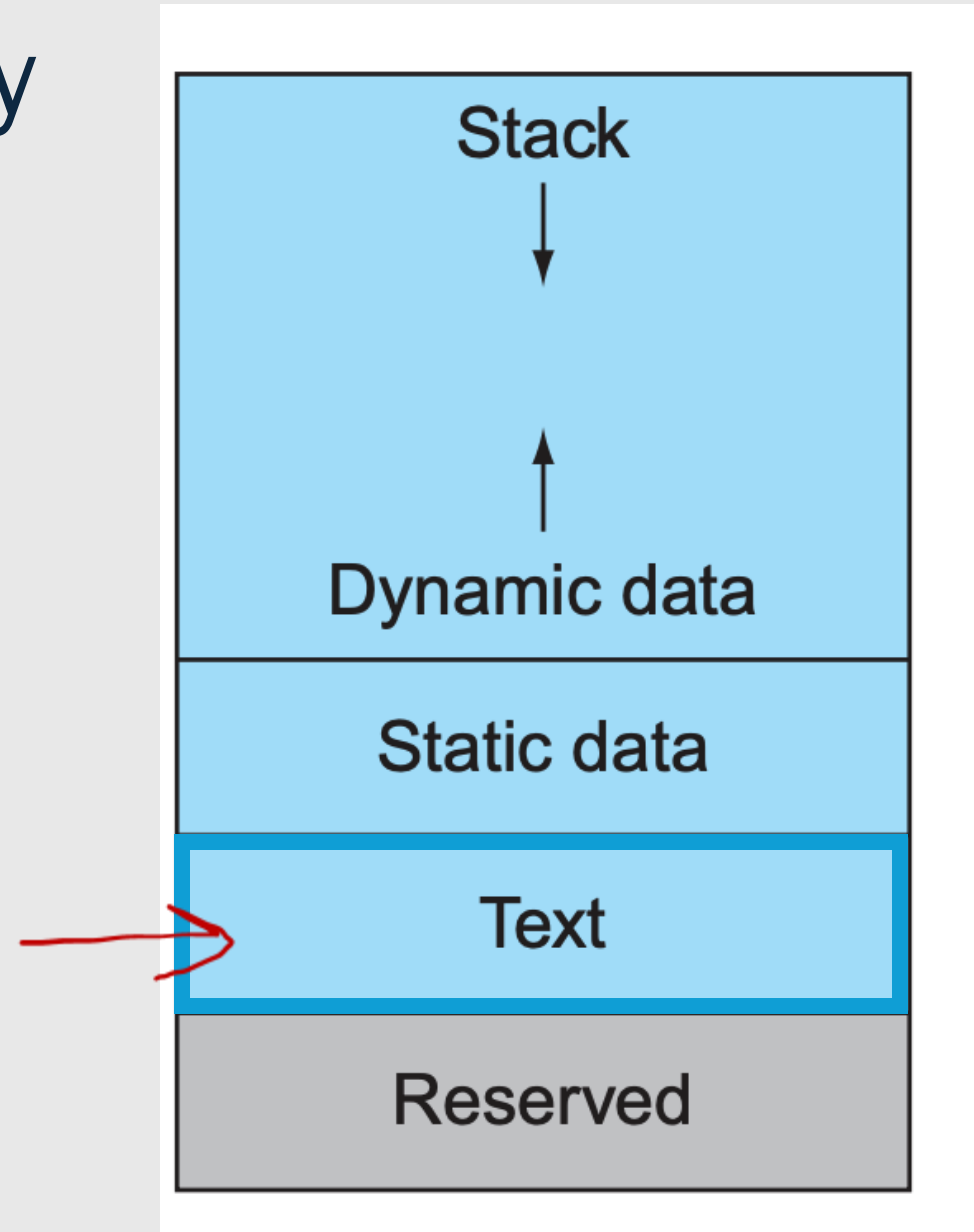 y
Stack
Dynamic data
Static data
Text
Reserved